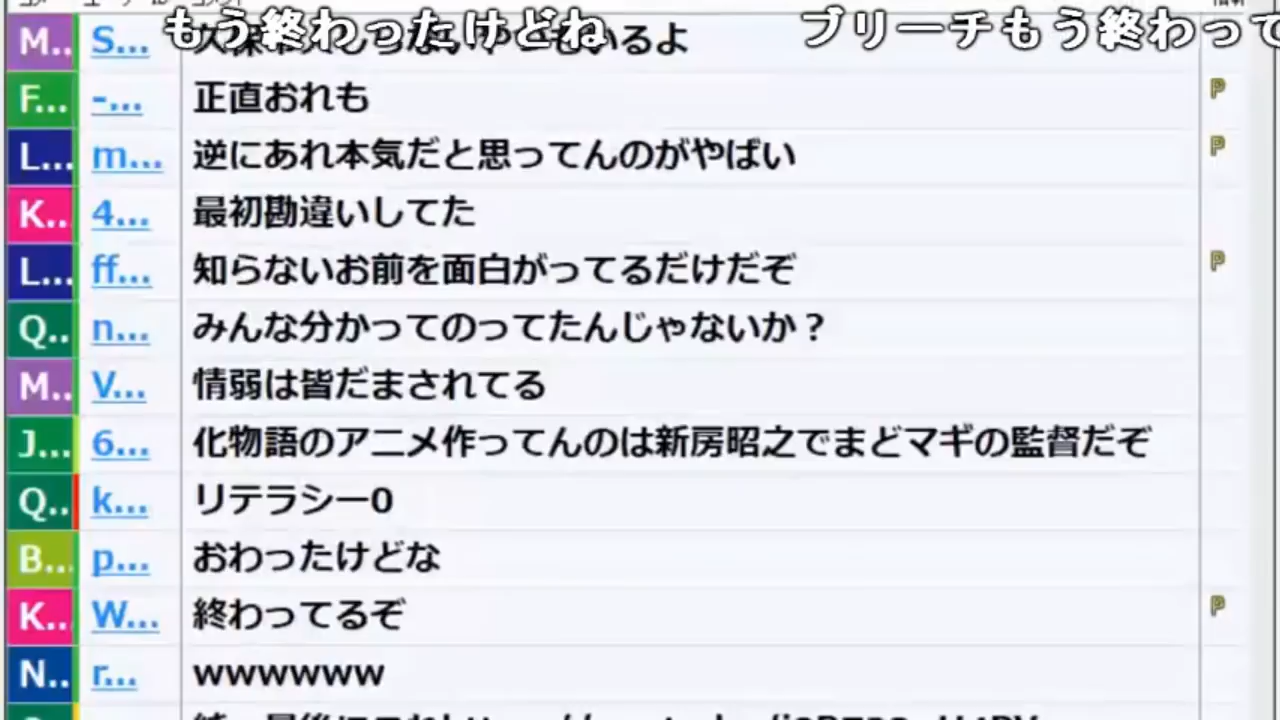 もう終わったけどね ブリーチもう終わって
M.. S... いるよ
F... -... 正直おれも P
L... m... 逆にあれ本気だと思ってんのがやばい P
K.. 4... 最初勘違いしてた
L... ff... 知らないお前を面白がってるだけだぞ P
Q.. n... みんな分かってのってたんじゃないか？
M.. V... 情弱は皆だまされてる
J... 6... 化物語のアニメ作ってんのは新房昭之でまどマギの監督だぞ
Q.. k... リテラシー0
B... p... おわったけどな
K.. W... 終わってるぞ P
N.. r... wwwwww